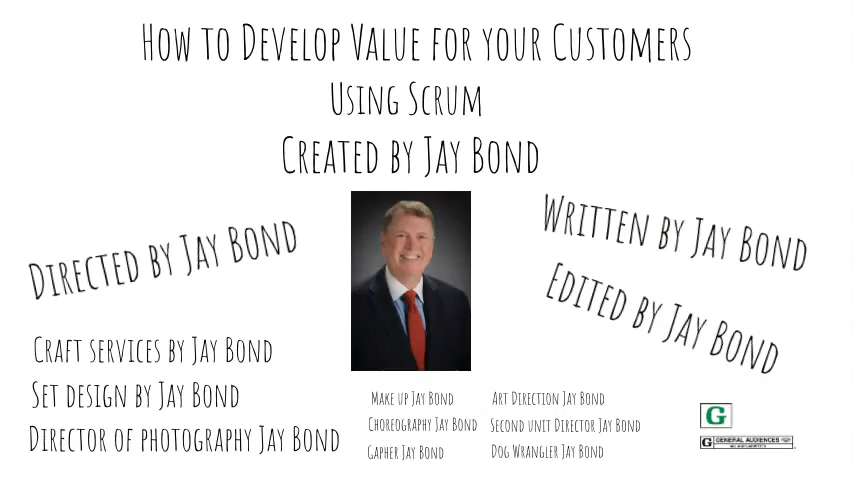 How to Develop Value for your Customers
Using Scrum
Created by Jay Bond
Directed by Jay Bond
Written by Jay Bond
Edited by Jay Bond
Craft services by Jay Bond
Set design by Jay Bond
Director of photography Jay Bond
Make up Jay Bond
Choreography Jay Bond
Gapher Jay Bond
Art Direction Jay Bond
Second unit Director Jay Bond
Dog Wrangler Jay Bond
G
G GENERAL AUDIENCES